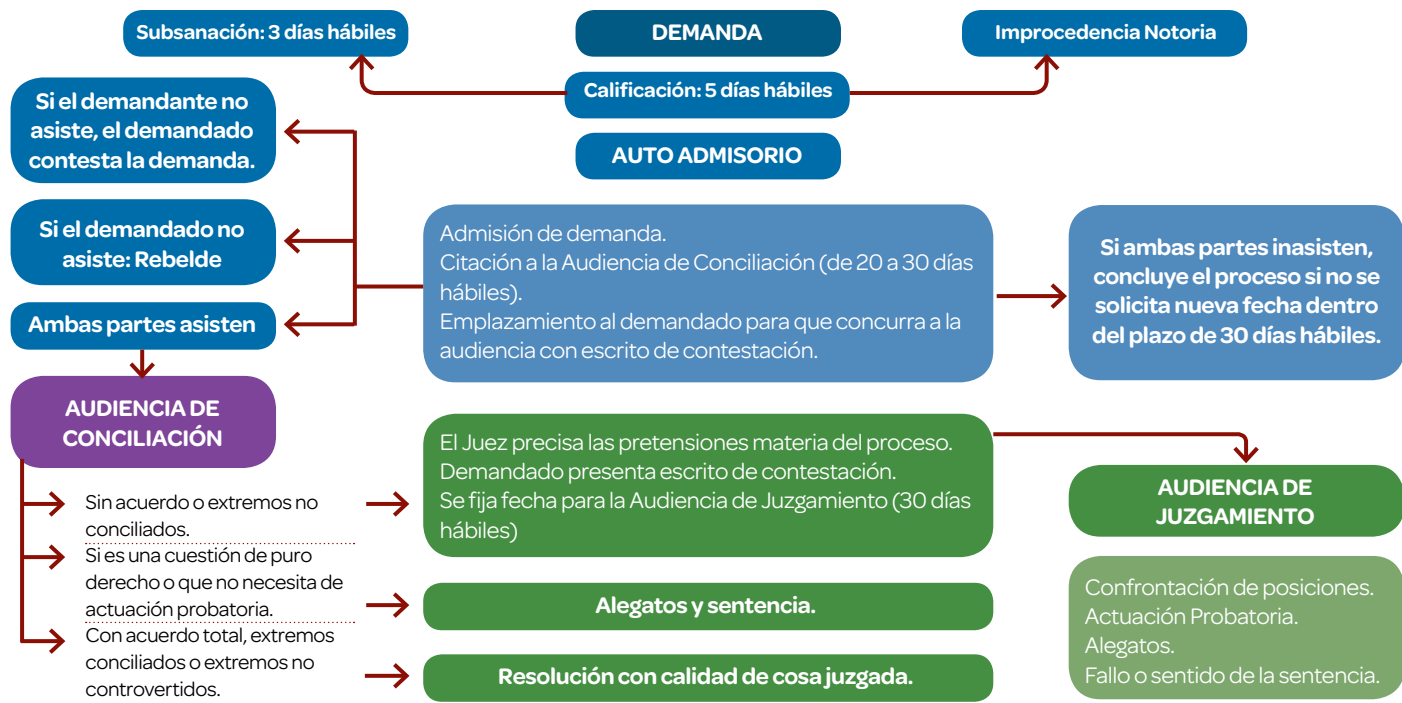 Subsanación: 3 días hábiles
DEMANDA
Improcedencia Notoria
Calificación: 5 días hábiles
Si el demandante no
asiste, el demandado
contesta la demanda.
AUTO ADMISORIO
Si el demandado no
asiste: Rebelde
Ambas partes asisten
Admisión de demanda.
Citación a la Audiencia de Conciliación (de 20 a 30 días
hábiles).
Emplazamiento al demandado para que concurra a la
audiencia con escrito de contestación.
Si ambas partes inasisten,
concluye el proceso si no se
solicita nueva fecha dentro
del plazo de 30 días hábiles.
AUDIENCIA DE
CONCILIACIÓN
Sin acuerdo o extremos no
conciliados.
Si es una cuestión de puro
derecho o que no necesita de
actuación probatoria.
Con acuerdo total, extremos
conciliados o extremos no
controvertidos.
El Juez precisa las pretensiones materia del proceso.
Demandado presenta escrito de contestación.
Se fija fecha para la Audiencia de Juzgamiento (30 días
hábiles)
Alegatos y sentencia.
Resolución con calidad de cosa juzgada.
AUDIENCIA DE
JUZGAMIENTO
Confrontación de posiciones.
Actuación Probatoria.
Alegatos.
Fallo o sentido de la sentencia.